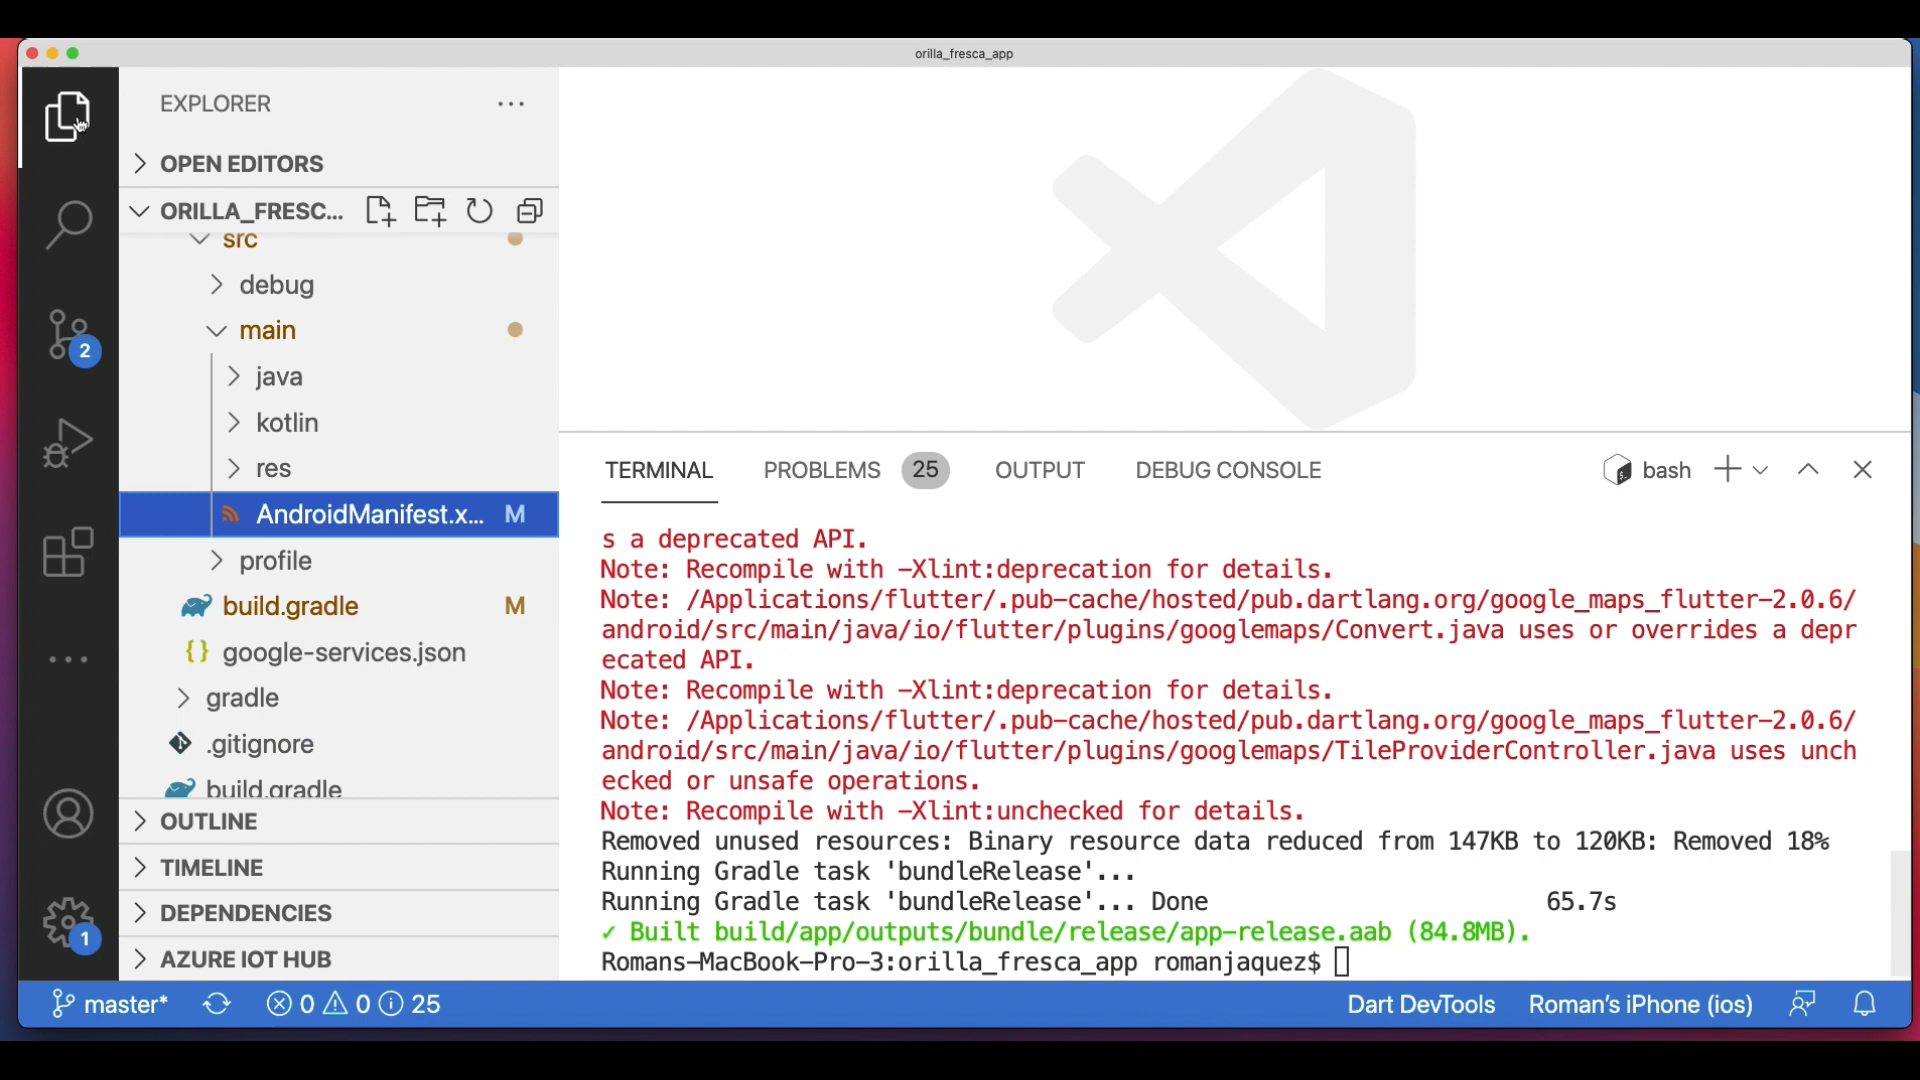 orilla_fresca_app
EXPLORER
OPEN EDITORS
ORILLA_FRESC...
src
debug
main
java
kotlin
res
AndroidManifest.x... M
profile
build.gradle M
google-services.json
gradle
.gitignore
build.gradle
OUTLINE
TIMELINE
DEPENDENCIES
AZURE IOT HUB
2
1
TERMINAL PROBLEMS 25 OUTPUT DEBUG CONSOLE bash
s a deprecated API.
Note: Recompile with -Xlint:deprecation for details.
Note: /Applications/flutter/.pub-cache/hosted/pub.dartlang.org/google_maps_flutter-2.0.6/
android/src/main/java/io/flutter/plugins/googlemaps/Convert.java uses or overrides a depr
ecated API.
Note: Recompile with -Xlint:deprecation for details.
Note: /Applications/flutter/.pub-cache/hosted/pub.dartlang.org/google_maps_flutter-2.0.6/
android/src/main/java/io/flutter/plugins/googlemaps/TileProviderController.java uses unch
ecked or unsafe operations.
Note: Recompile with -Xlint:unchecked for details.
Removed unused resources: Binary resource data reduced from 147KB to 120KB: Removed 18%
Running Gradle task 'bundleRelease'...
Running Gradle task 'bundleRelease'... Done 65.7s
✓ Built build/app/outputs/bundle/release/app-release.aab (84.8MB).
Romans-MacBook-Pro-3:orilla_fresca_app romanjaquez$
master* 0 0 25 Dart DevTools Roman's iPhone (ios)